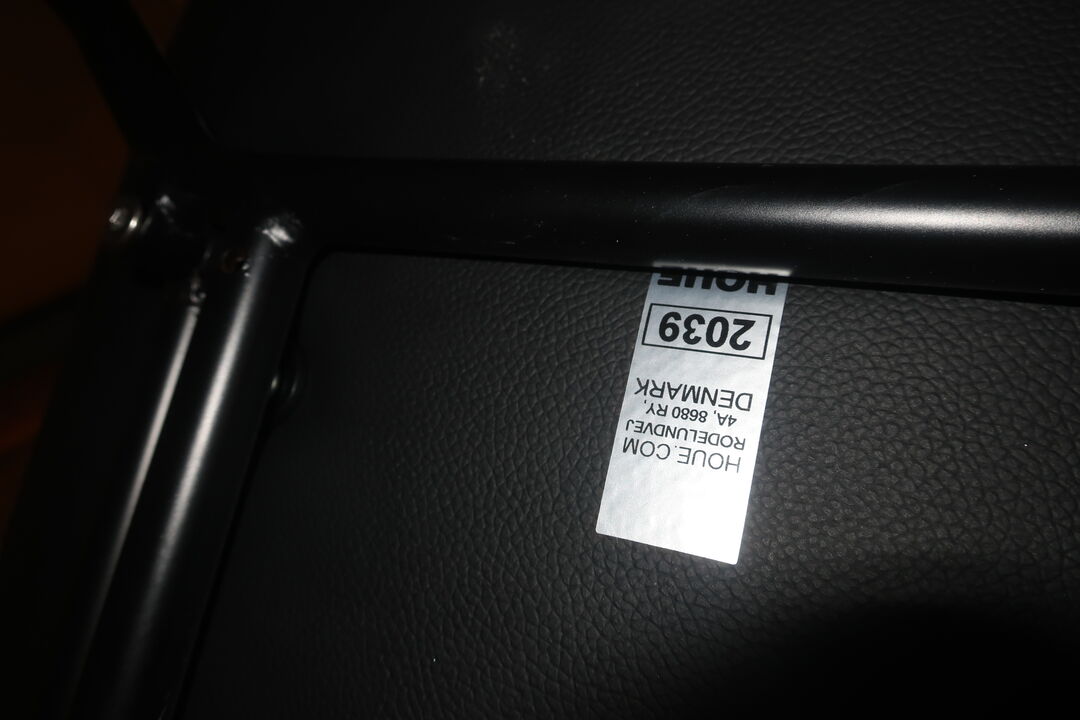 HOUE.COM
RODELUNDVEJ
4A, 8680 RY,
DENMARK
2039
HOUE